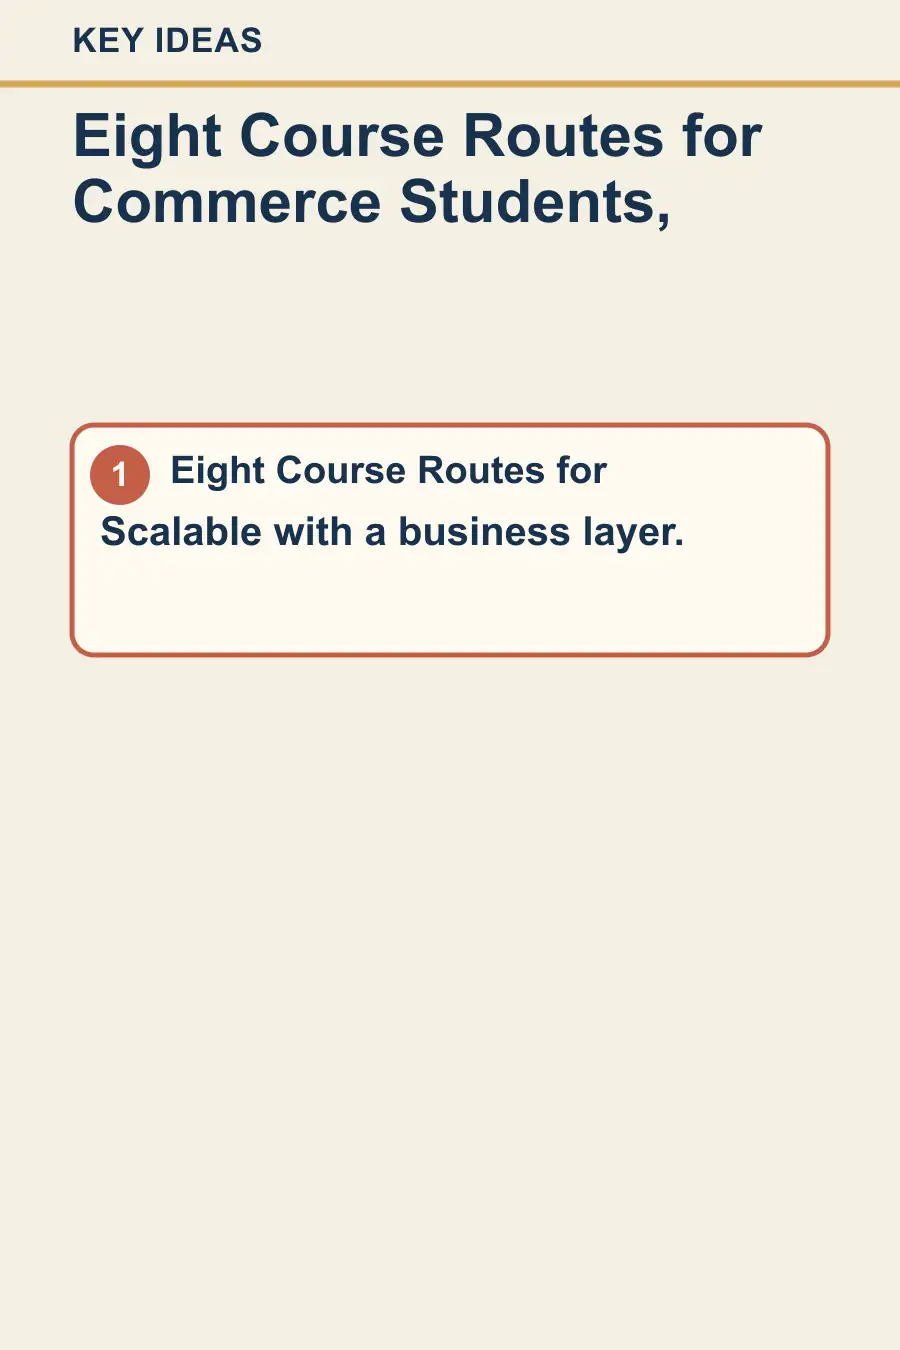 KEY IDEAS
Eight Course Routes for
Commerce Students,
1 Eight Course Routes for
Scalable with a business layer.